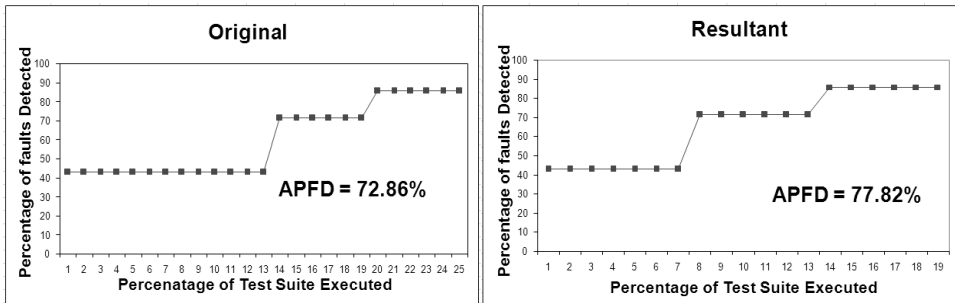 Original
Percentage of faults Detected
100
90
80
70
60
50
40
30
20
10
0
APFD = 72.86%
1 2 3 4 5 6 7 8 9 10 11 12 13 14 15 16 17 18 19 20 21 22 23 24 25
Percenatage of Test Suite Executed
Resultant
Percentage of faults Detected
100
90
80
70
60
50
40
30
20
10
0
APFD = 77.82%
1 2 3 4 5 6 7 8 9 10 11 12 13 14 15 16 17 18 19
Percentage of Test Suite Executed